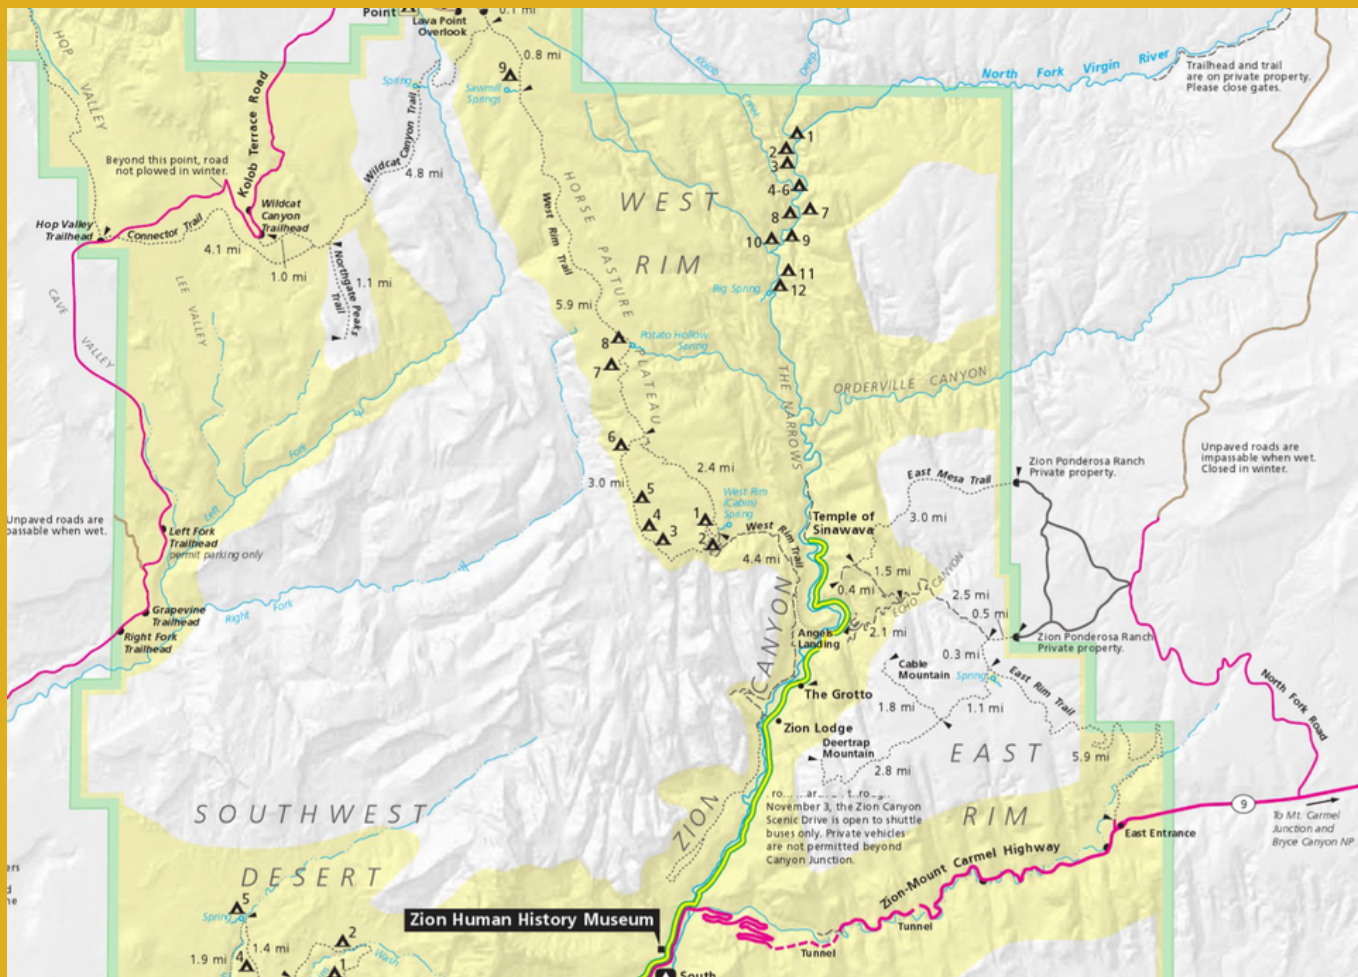 Point
Lava Point
Overlook
0.1 mi
0.8 mi
9
Sawmill
Springs
Spring
HOP
VALLEY
Kolob Terrace Road
Beyond this point, road
not plowed in winter.
Wildcat Canyon Trail
4.8 mi
Wildcat
Canyon
Trailhead
Hop Valley
Trailhead
Connector Trail
4.1 mi
1.0 mi
Northgate Peaks
Trail
1.1 mi
CAVE
VALLEY
LEE VALLEY
West Rim Trail
HORSE PASTURE PLATEAU
5.9 mi
WEST
RIM
Kolob
Creek
Deep
North Fork Virgin River
Trailhead and trail
are on private property.
Please close gates.
1
2
3
4-6
7
8
9
10
11
12
Big Spring
8
7
Potato Hollow
Spring
6
THE NARROWS
ORDERVILLE CANYON
2.4 mi
3.0 mi
5
4
3
1
2
West Rim
(Cabin)
Spring
West Rim Trail
4.4 mi
Temple of
Sinawava
East Mesa Trail
3.0 mi
Zion Ponderosa Ranch
Private property.
Unpaved roads are
impassable when wet.
Closed in winter.
Unpaved roads are
passable when wet.
Left Fork
Left Fork
Trailhead
permit parking only
Grapevine
Trailhead
Right Fork
Trailhead
Right Fork
1.5 mi
0.4 mi
ECHO CANYON
2.5 mi
0.5 mi
2.1 mi
Angels
Landing
Zion Ponderosa Ranch
Private property.
0.3 mi
Cable
Mountain
Spring
East Rim Trail
The Grotto
1.8 mi
1.1 mi
Zion Lodge
Deertrap
Mountain
2.8 mi
5.9 mi
North Fork Road
EAST
RIM
ZION CANYON
November 3, the Zion Canyon
Scenic Drive is open to shuttle
buses only. Private vehicles
are not permitted beyond
Canyon Junction.
SOUTHWEST
DESERT
9
To Mt. Carmel
Junction and
Bryce Canyon NP
East Entrance
Zion-Mount Carmel Highway
Tunnel
Tunnel
Zion Human History Museum
South
5
Spring
1.4 mi
1.9 mi
4
2
1
Wash
ers
d
ne